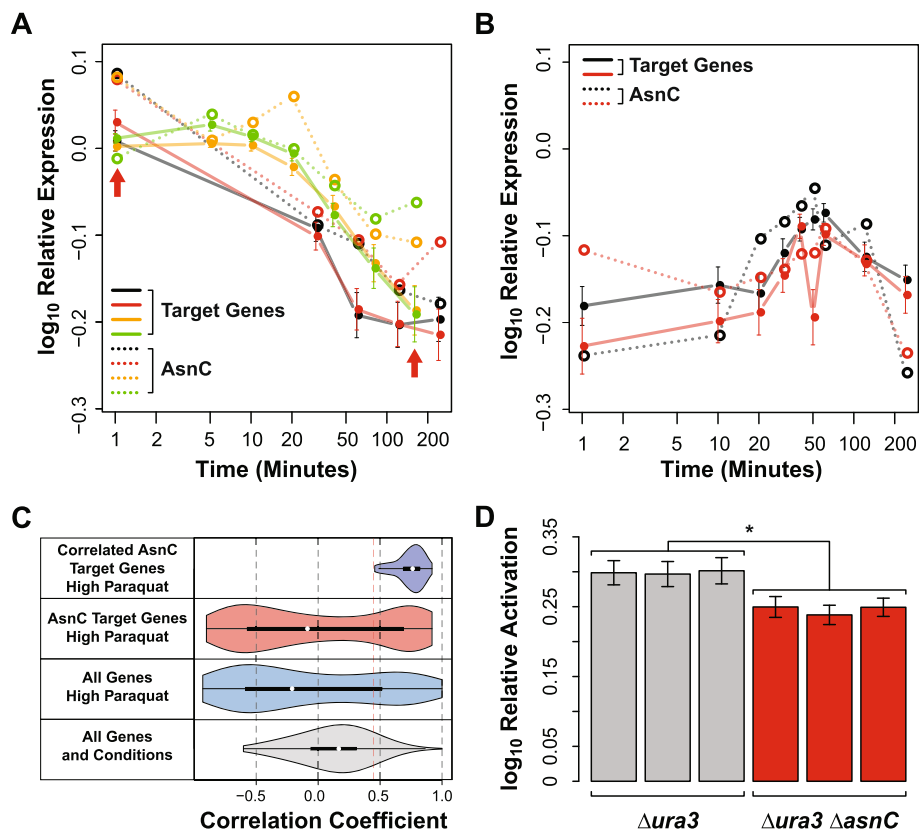 A
log10 Relative Expression
0.1
0.0
−0.1
−0.2
−0.3
Target Genes
AsnC
1 2 5 10 20 50 100 200
Time (Minutes)
B
log10 Relative Expression
0.1
0.0
−0.1
−0.2
−0.3
Target Genes
AsnC
1 2 5 10 20 50 100 200
Time (Minutes)
C
Correlated AsnC
Target Genes
High Paraquat
AsnC Target Genes
High Paraquat
All Genes
High Paraquat
All Genes
and Conditions
−0.5 0.0 0.5 1.0
Correlation Coefficient
D
log10 Relative Activation
0.35
0.25
0.15
0.05
0
*
Δura3
Δura3 ΔasnC